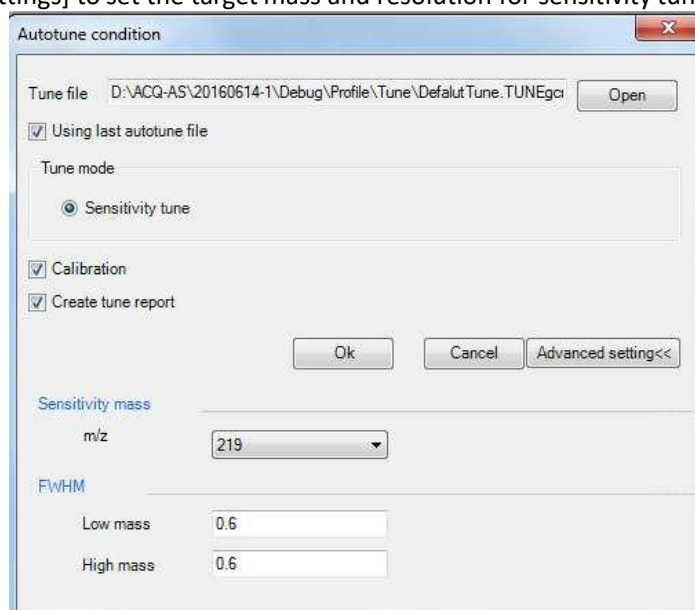 ttings] to set the target mass and resolution for sensitivity tun
Autotune condition
Tune file D:\ACQ-AS\20160614-1\Debug\Profile\Tune\DefalutTune.TUNEgcr Open
Using last autotune file
Tune mode
Sensitivity tune
Calibration
Create tune report
Ok Cancel Advanced setting<<
Sensitivity mass
m/z 219
FWHM
Low mass 0.6
High mass 0.6